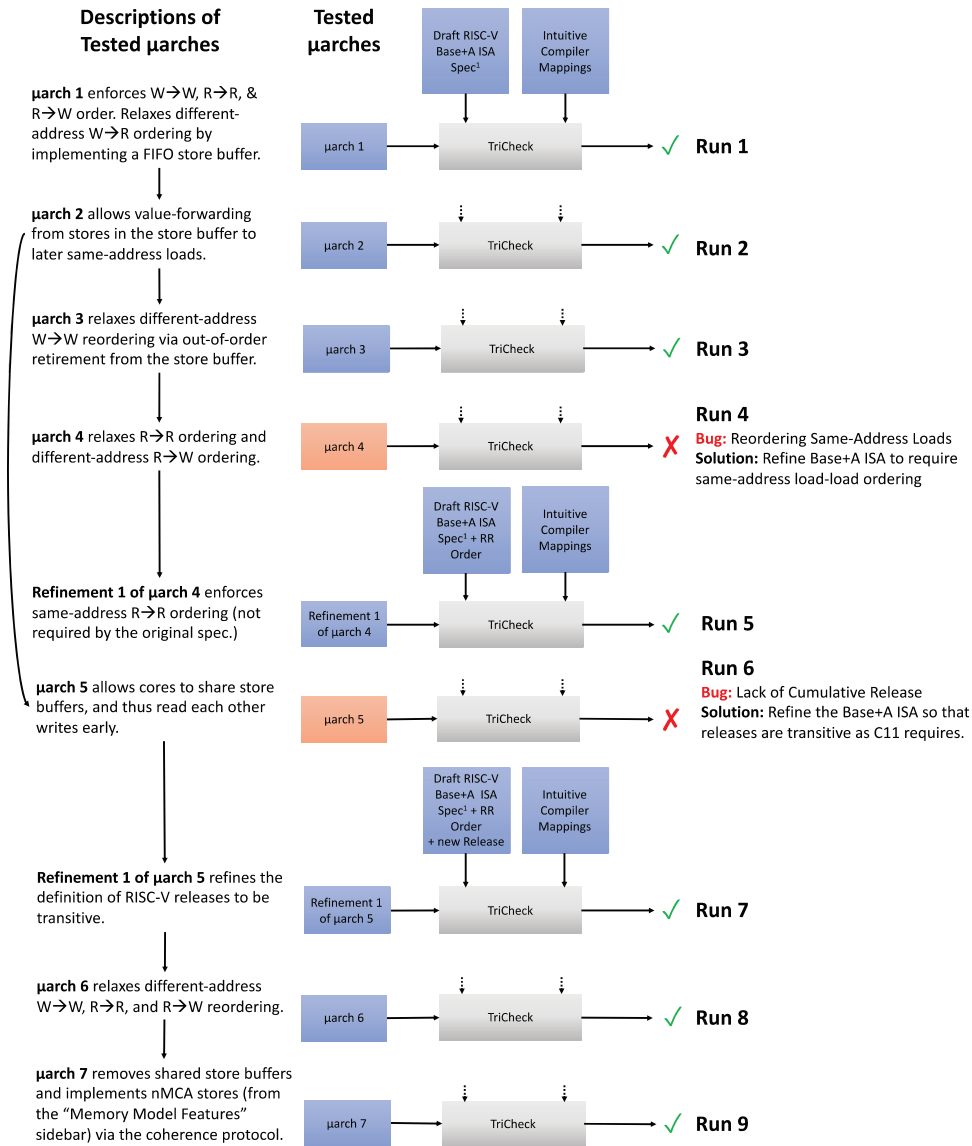 Descriptions of
Tested µarches
Tested
µarches
Draft RISC-V
Base+A ISA
Spec¹
Intuitive
Compiler
Mappings
µarch 1 enforces W→W, R→R, &
R→W order. Relaxes different-
address W→R ordering by
implementing a FIFO store buffer.
µarch 1
TriCheck
✓
Run 1
µarch 2 allows value-forwarding
from stores in the store buffer to
later same-address loads.
µarch 2
TriCheck
✓
Run 2
µarch 3 relaxes different-address
W→W reordering via out-of-order
retirement from the store buffer.
µarch 3
TriCheck
✓
Run 3
µarch 4 relaxes R→R ordering and
different-address R→W ordering.
µarch 4
TriCheck
✗
Run 4
Bug: Reordering Same-Address Loads
Solution: Refine Base+A ISA to require
same-address load-load ordering
Draft RISC-V
Base+A ISA
Spec¹ + RR
Order
Intuitive
Compiler
Mappings
Refinement 1 of µarch 4 enforces
same-address R→R ordering (not
required by the original spec.)
Refinement 1
of µarch 4
TriCheck
✓
Run 5
µarch 5 allows cores to share store
buffers, and thus read each other
writes early.
µarch 5
TriCheck
✗
Run 6
Bug: Lack of Cumulative Release
Solution: Refine the Base+A ISA so that
releases are transitive as C11 requires.
Draft RISC-V
Base+A ISA
Spec¹ + RR
Order
+ new Release
Intuitive
Compiler
Mappings
Refinement 1 of µarch 5 refines the
definition of RISC-V releases to be
transitive.
Refinement 1
of µarch 5
TriCheck
✓
Run 7
µarch 6 relaxes different-address
W→W, R→R, and R→W reordering.
µarch 6
TriCheck
✓
Run 8
µarch 7 removes shared store buffers
and implements nMCA stores (from
the “Memory Model Features”
sidebar) via the coherence protocol.
µarch 7
TriCheck
✓
Run 9